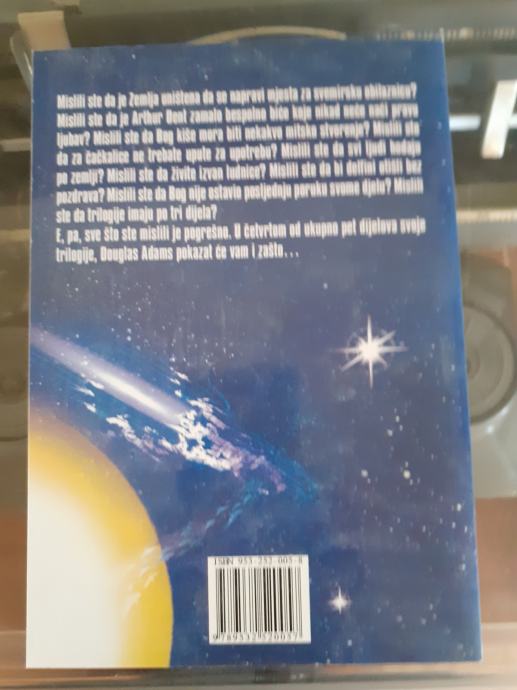 Mislili ste da je Zemlja uništena da se napravi mjesta za svemirsku obilaznicu?
Mislili ste da je Arthur Dent zamalo bespolno biće koje nikad neće naći pravu
ljubav? Mislili ste da Bog kiše mora biti nekakvo mitsko stvorenje? Mislili ste
da za čačkalice ne trebate upute za upotrebu? Mislili ste da svi ljudi hodaju
po zemlji? Mislili ste da živite izvan ludnice? Mislili ste da bi delfini otišli bez
pozdrava? Mislili ste da Bog nije ostavio posljednju poruku svome djelu? Mislili
ste da trilogije imaju po tri dijela?
E, pa, sve što ste mislili je pogrešno. U četvrtom od ukupno pet dijelova svoje
trilogije, Douglas Adams pokazat će vam i zašto...
ISBN 953-252-003-8
9789532520037